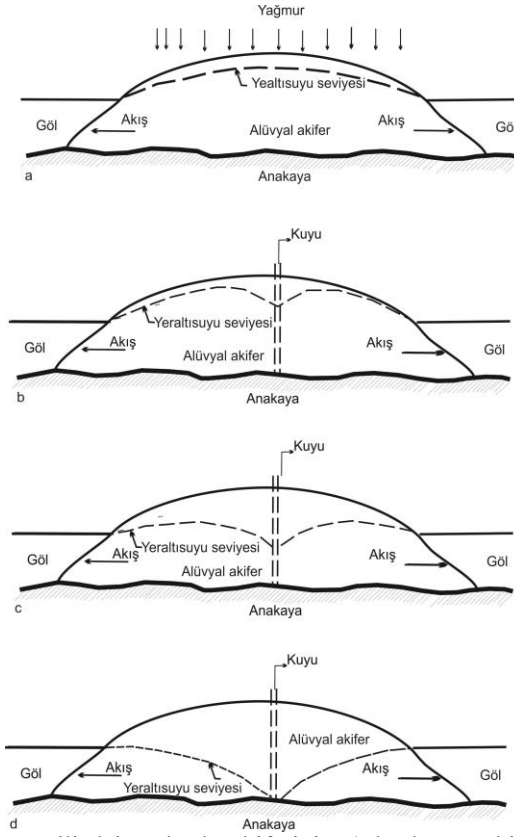 Yağmur
Yealtısuyu seviyesi
Göl
Akış
Alüvyal akifer
Akış
Göl
a
Anakaya
Kuyu
Yeraltısuyu seviyesi
Göl
Akış
Alüvyal akifer
Akış
Göl
b
Anakaya
Kuyu
Yeraltısuyu seviyesi
Göl
Akış
Alüvyal akifer
Akış
Göl
c
Anakaya
Kuyu
Alüvyal akifer
Göl
Akış
Yeraltısuyu seviyesi
Akış
Göl
d
Anakaya